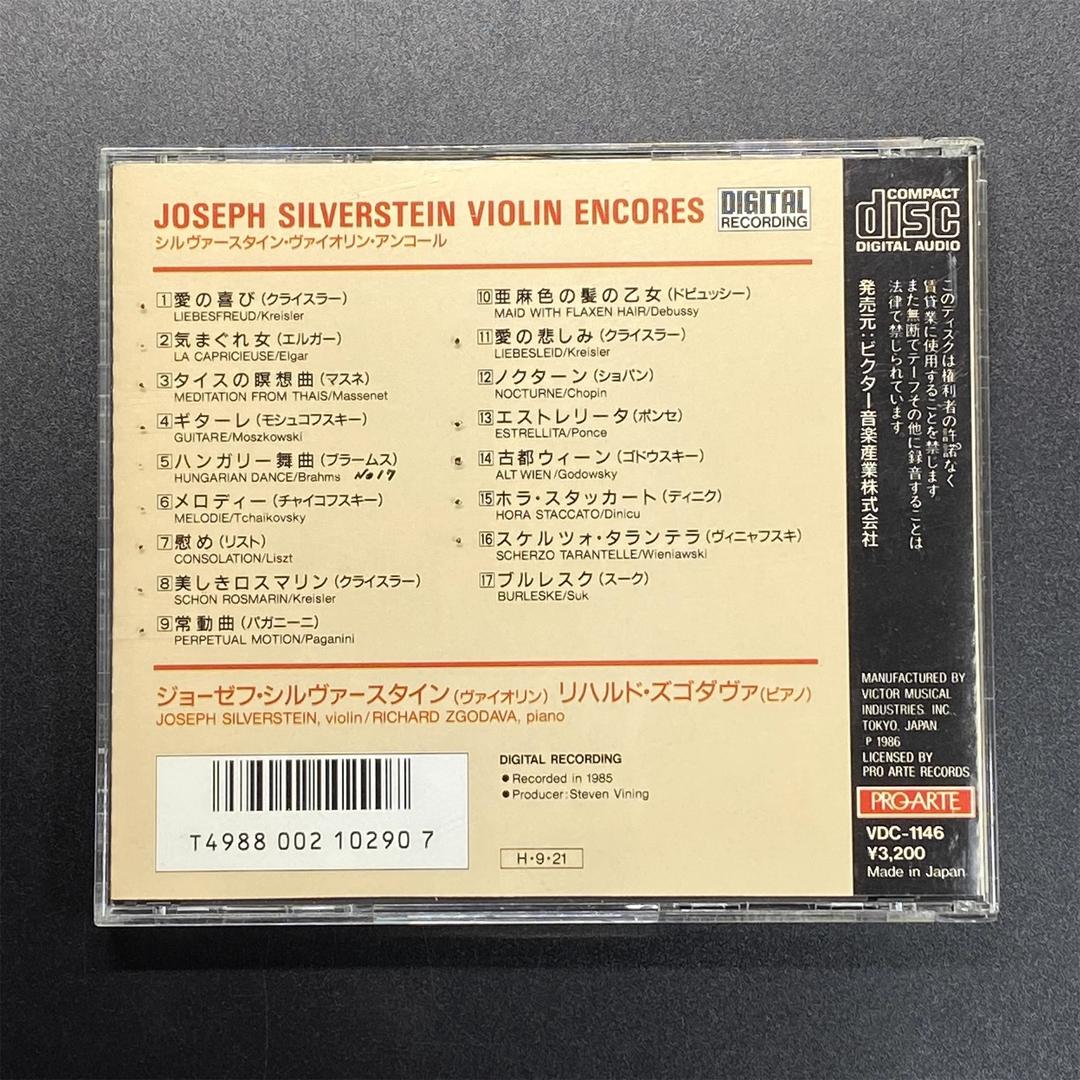 JOSEPH SILVERSTEIN VIOLIN ENCORES
DIGITAL
RECORDING
シルヴァースタイン・ヴァイオリン・アンコール
1 愛の喜び（クライスラー）
LIEBESFREUD/Kreisler
2 気まぐれ女（エルガー）
LA CAPRICIEUSE/Elgar
3 タイスの瞑想曲（マスネ）
MEDITATION FROM THAIS/Massenet
4 ギターレ（モシュコフスキー）
GUITARE/Moszkowski
5 ハンガリー舞曲（ブラームス）
HUNGARIAN DANCE/Brahms No17
6 メロディー（チャイコフスキー）
MELODIE/Tchaikovsky
7 慰め（リスト）
CONSOLATION/Liszt
8 美しきロスマリン（クライスラー）
SCHON ROSMARIN/Kreisler
9 常動曲（パガニーニ）
PERPETUAL MOTION/Paganini
10 亜麻色の髪の乙女（ドビュッシー）
MAID WITH FLAXEN HAIR/Debussy
11 愛の悲しみ（クライスラー）
LIEBESLEID/Kreisler
12 ノクターン（ショパン）
NOCTURNE/Chopin
13 エストレリータ（ポンセ）
ESTRELLITA/Ponce
14 古都ウィーン（ゴドウスキー）
ALT WIEN/Godowsky
15 ホラ・スタッカート（ディニク）
HORA STACCATO/Dinicu
16 スケルツォ・タランテラ（ヴィニャフスキ）
SCHERZO TARANTELLE/Wieniawski
17 ブルレスク（スーク）
BURLESKE/Suk
ジョーゼフ・シルヴァースタイン（ヴァイオリン） リハルド・ズゴダヴァ（ピアノ）
JOSEPH SILVERSTEIN, violin/RICHARD ZGODAVA, piano
T4988 002 10290 7
DIGITAL RECORDING
●Recorded in 1985
●Producer:Steven Vining
H・9・21
COMPACT
disc
DIGITAL AUDIO
このディスクは権利者の許諾なく
賃貸業に使用することを禁じます
また無断でテープその他に録音することは
法律で禁じられています
発売元：ビクター音楽産業株式会社
MANUFACTURED BY
VICTOR MUSICAL
INDUSTRIES. INC.,
TOKYO, JAPAN
P 1986
LICENSED BY
PRO ARTE RECORDS
PRO-ARTE
VDC-1146
¥3,200
Made in Japan